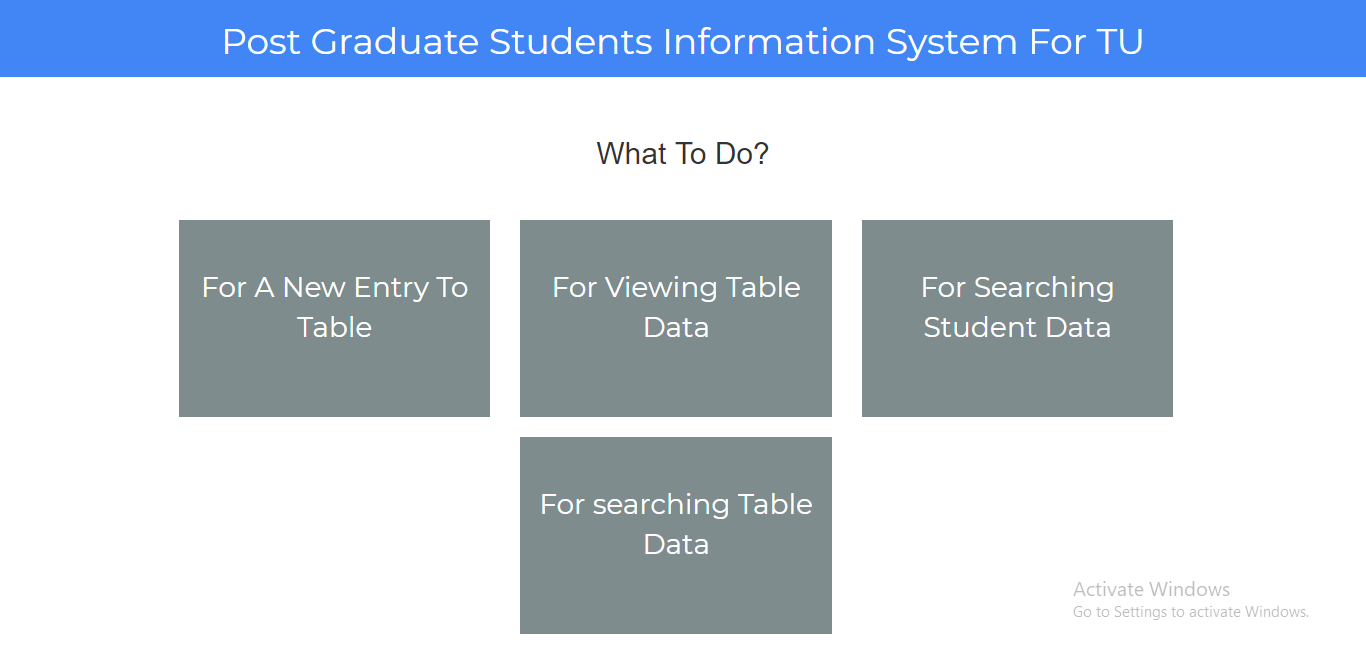 Post Graduate Students Information System For TU
What To Do?
For A New Entry To
Table
For Viewing Table
Data
For Searching
Student Data
For searching Table
Data
Activate Windows
Go to Settings to activate Windows.